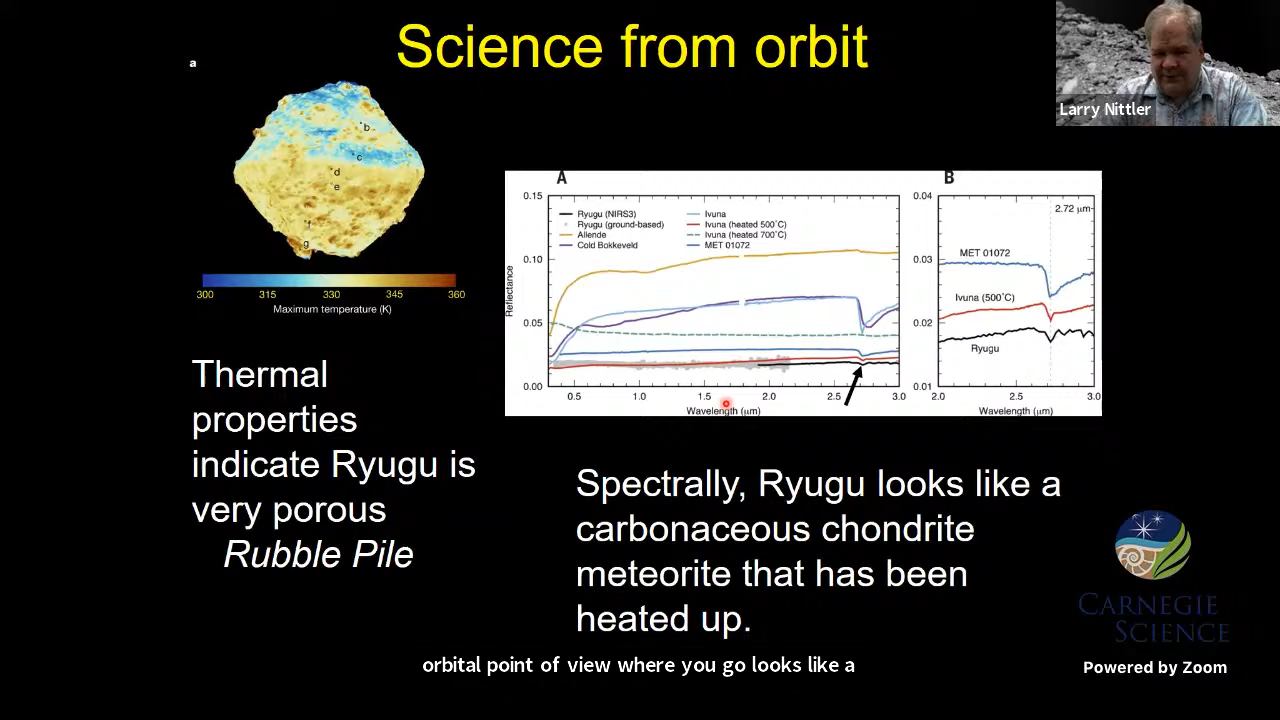 Science from orbit
a
Larry Nittler
b
c
d
e
f
g
300 315 330 345 360
Maximum temperature (K)
A
0.15
0.10
0.05
0.00
Reflectance
Ryugu (NIRS3)
Ryugu (ground-based)
Allende
Cold Bokkeveld
Ivuna
Ivuna (heated 500°C)
Ivuna (heated 700°C)
MET 01072
0.5 1.0 1.5 2.0 2.5 3.0
Wavelength (μm)
B
0.04
0.03
0.02
0.01
2.72 μm
MET 01072
Ivuna (500°C)
Ryugu
2.0 2.5 3.0
Wavelength (μm)
Thermal
properties
indicate Ryugu is
very porous
Rubble Pile
Spectrally, Ryugu looks like a
carbonaceous chondrite
meteorite that has been
heated up.
CARNEGIE
SCIENCE
orbital point of view where you go looks like a
Powered by Zoom